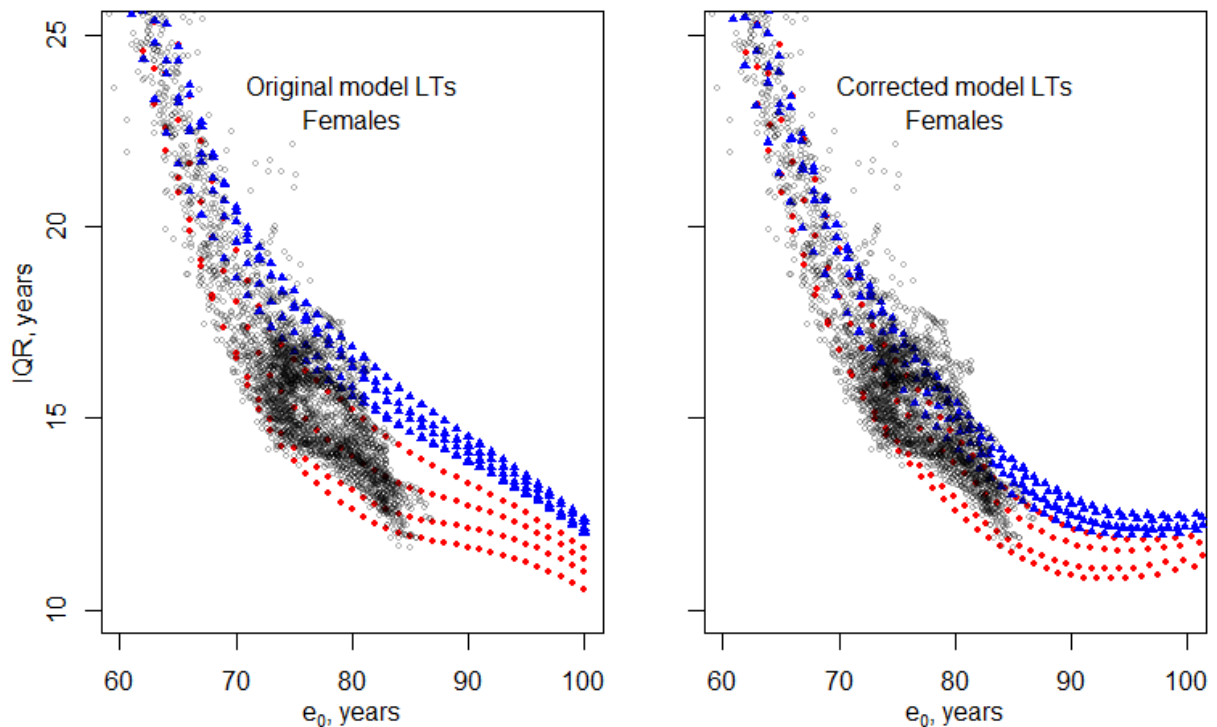 Original model LTs
Females
IQR, years
25
20
15
10
60 70 80 90 100
e₀, years
Corrected model LTs
Females
60 70 80 90 100
e₀, years